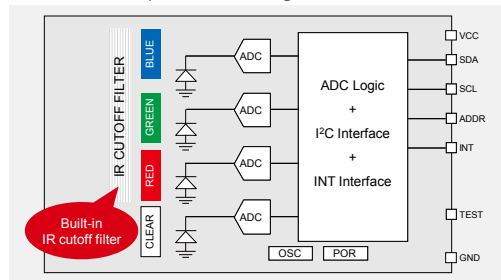 IR CUTOFF FILTER
BLUE
GREEN
RED
CLEAR
ADC
ADC
ADC
ADC
ADC Logic
+
I²C Interface
+
INT Interface
OSC
POR
VCC
SDA
SCL
ADDR
INT
TEST
GND
Built-in
IR cutoff filter